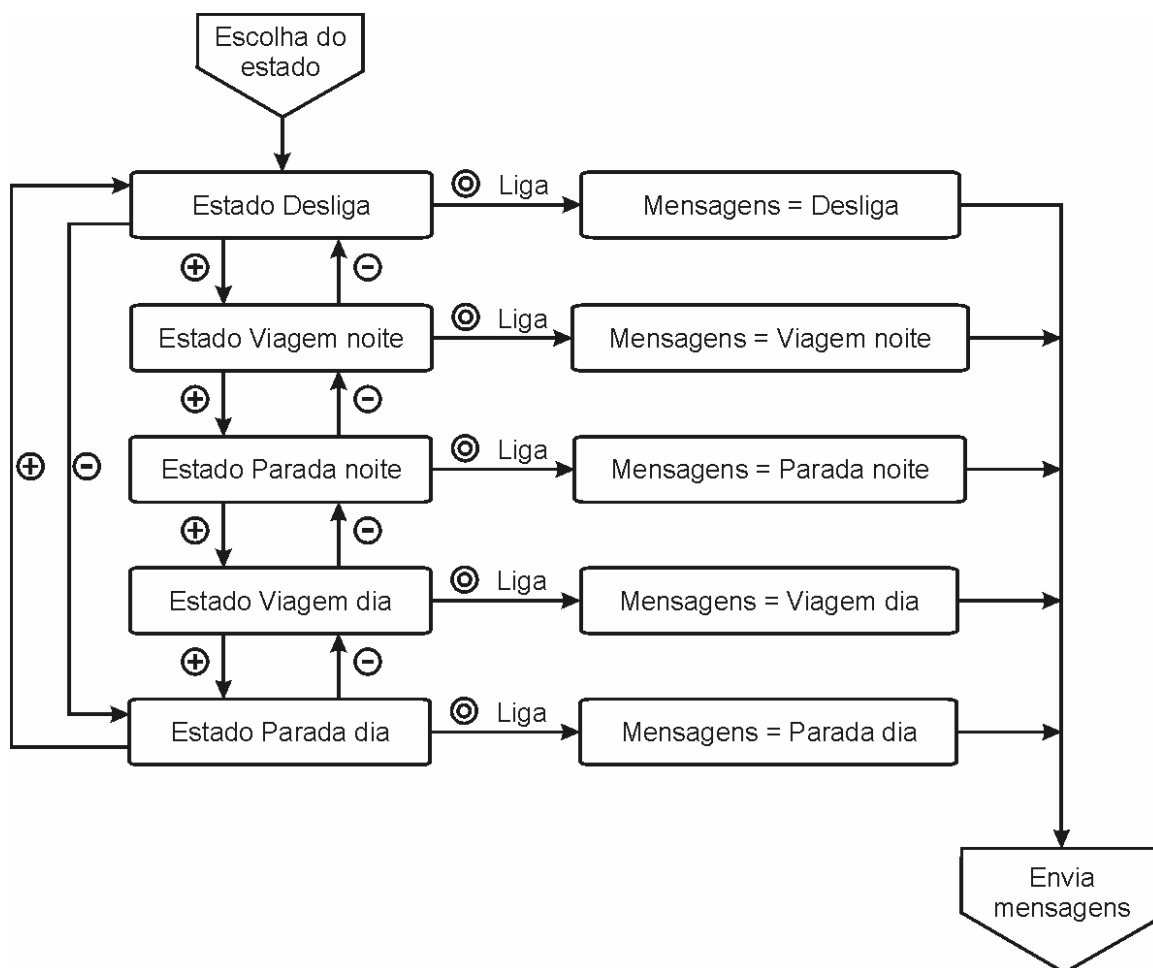 Escolha do
estado
Estado Desliga
Liga
Mensagens = Desliga
+
-
Estado Viagem noite
Liga
Mensagens = Viagem noite
+
-
+
-
Estado Parada noite
Liga
Mensagens = Parada noite
+
-
Estado Viagem dia
Liga
Mensagens = Viagem dia
+
-
Estado Parada dia
Liga
Mensagens = Parada dia
Envia
mensagens